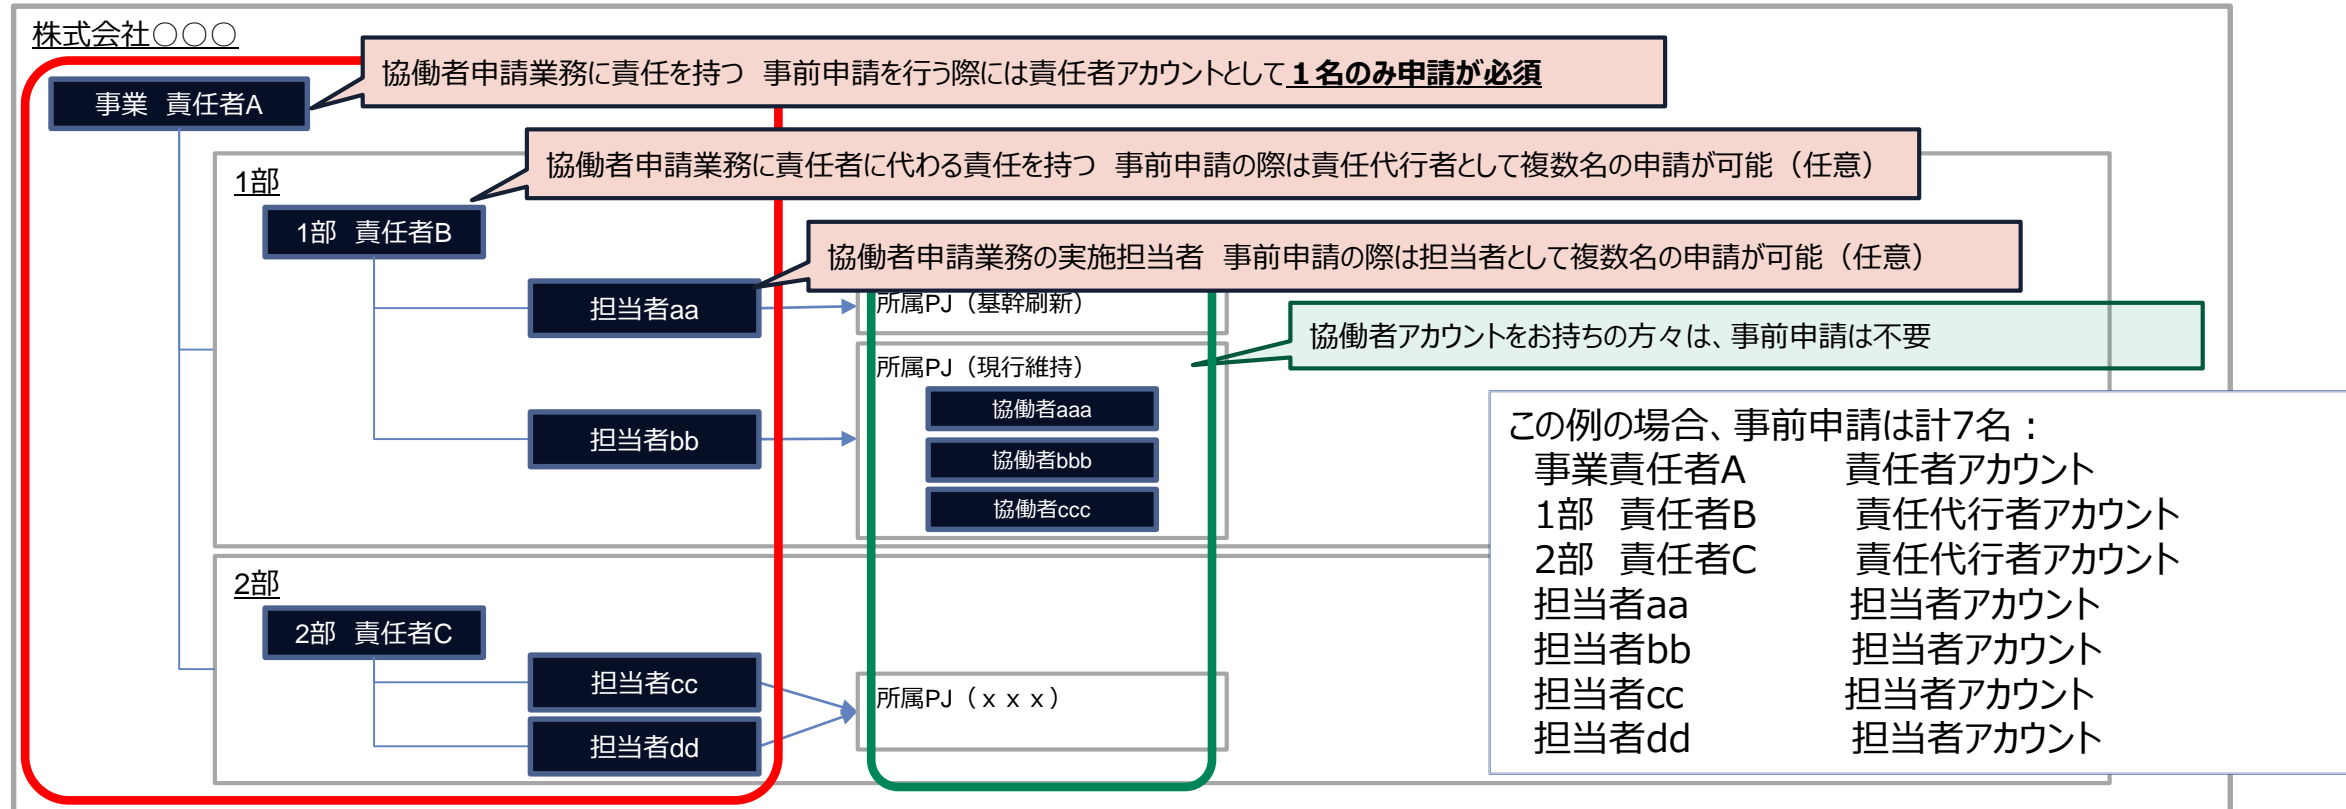 株式会社○○○
協働者申請業務に責任を持つ　事前申請を行う際には責任者アカウントとして１名のみ申請が必須
事業　責任者A
協働者申請業務に責任者に代わる責任を持つ　事前申請の際は責任代行者として複数名の申請が可能（任意）
1部
1部　責任者B
協働者申請業務の実施担当者　事前申請の際は担当者として複数名の申請が可能（任意）
担当者aa
所属PJ（基幹刷新）
協働者アカウントをお持ちの方々は、事前申請は不要
所属PJ（現行維持）
協働者aaa
担当者bb
協働者bbb
協働者ccc
2部
2部　責任者C
担当者cc
所属PJ（ｘｘｘ）
担当者dd
この例の場合、事前申請は計7名：
事業責任者A　責任者アカウント
1部　責任者B　責任代行者アカウント
2部　責任者C　責任代行者アカウント
担当者aa　担当者アカウント
担当者bb　担当者アカウント
担当者cc　担当者アカウント
担当者dd　担当者アカウント